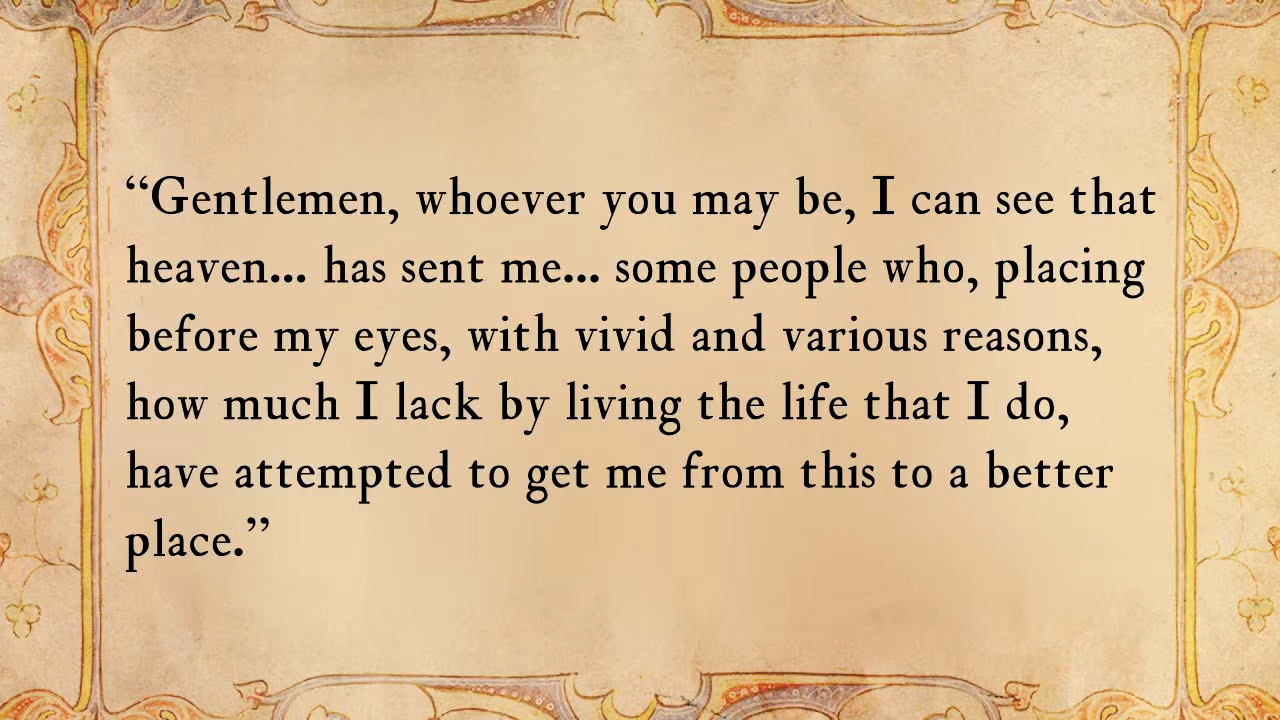 “Gentlemen, whoever you may be, I can see that
heaven... has sent me... some people who, placing
before my eyes, with vivid and various reasons,
how much I lack by living the life that I do,
have attempted to get me from this to a better
place.”